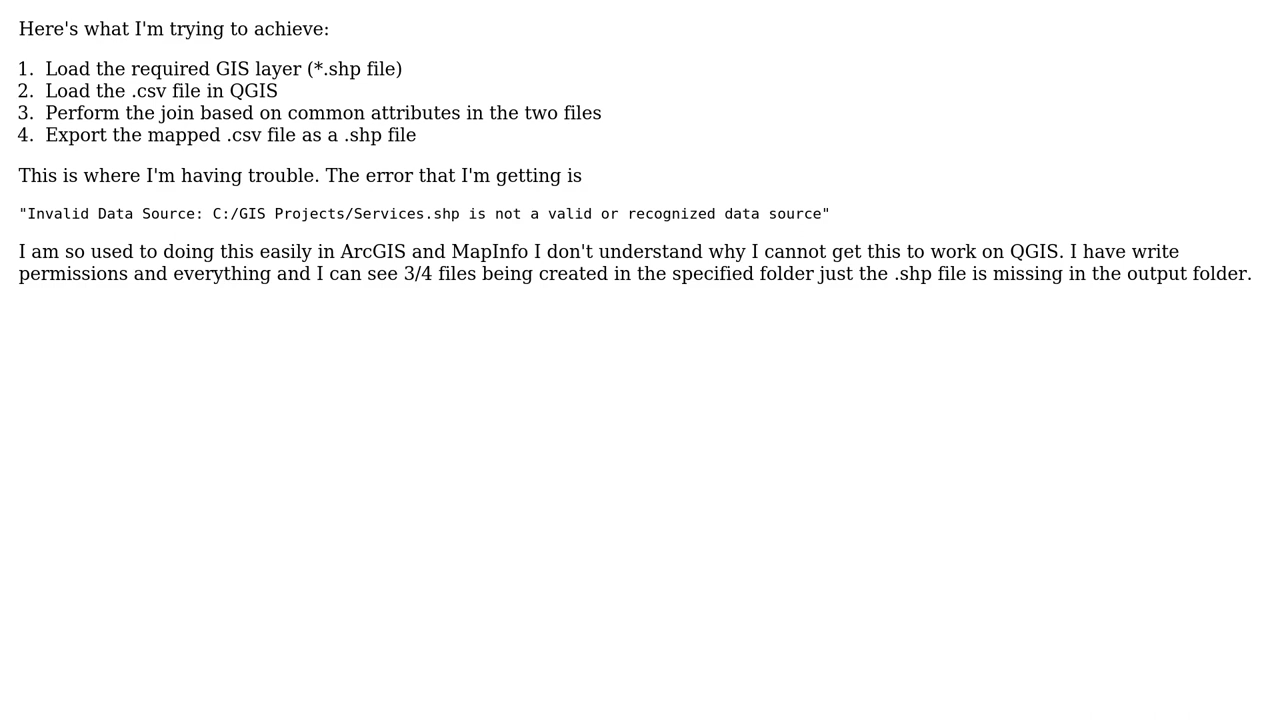 Here's what I'm trying to achieve:
1. Load the required GIS layer (*.shp file)
2. Load the .csv file in QGIS
3. Perform the join based on common attributes in the two files
4. Export the mapped .csv file as a .shp file
This is where I'm having trouble. The error that I'm getting is
"Invalid Data Source: C:/GIS Projects/Services.shp is not a valid or recognized data source"
I am so used to doing this easily in ArcGIS and MapInfo I don't understand why I cannot get this to work on QGIS. I have write
permissions and everything and I can see 3/4 files being created in the specified folder just the .shp file is missing in the output folder.